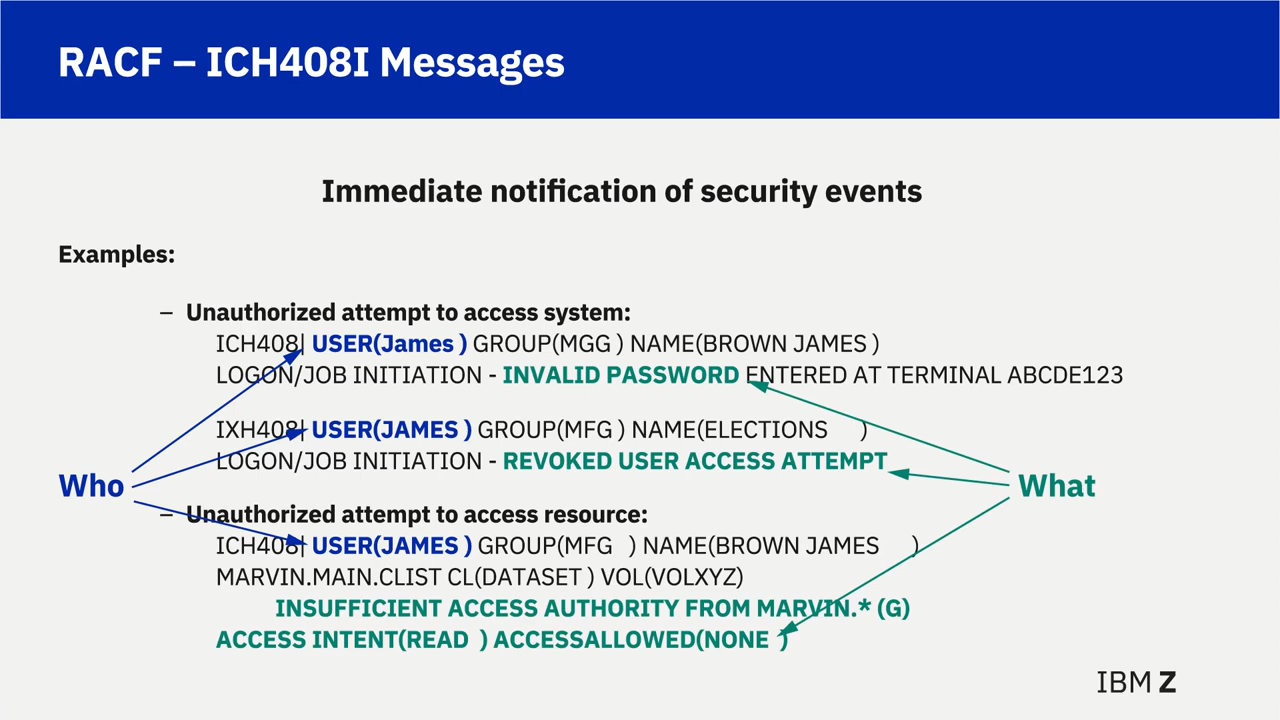 RACF – ICH408I Messages
Immediate notification of security events
Examples:
– Unauthorized attempt to access system:
ICH408| USER(James ) GROUP(MGG ) NAME(BROWN JAMES )
LOGON/JOB INITIATION - INVALID PASSWORD ENTERED AT TERMINAL ABCDE123
IXH408| USER(JAMES ) GROUP(MFG ) NAME(ELECTIONS )
LOGON/JOB INITIATION - REVOKED USER ACCESS ATTEMPT
Who
What
– Unauthorized attempt to access resource:
ICH408| USER(JAMES ) GROUP(MFG ) NAME(BROWN JAMES )
MARVIN.MAIN.CLIST CL(DATASET ) VOL(VOLXYZ)
INSUFFICIENT ACCESS AUTHORITY FROM MARVIN.* (G)
ACCESS INTENT(READ ) ACCESSALLOWED(NONE )
IBM Z